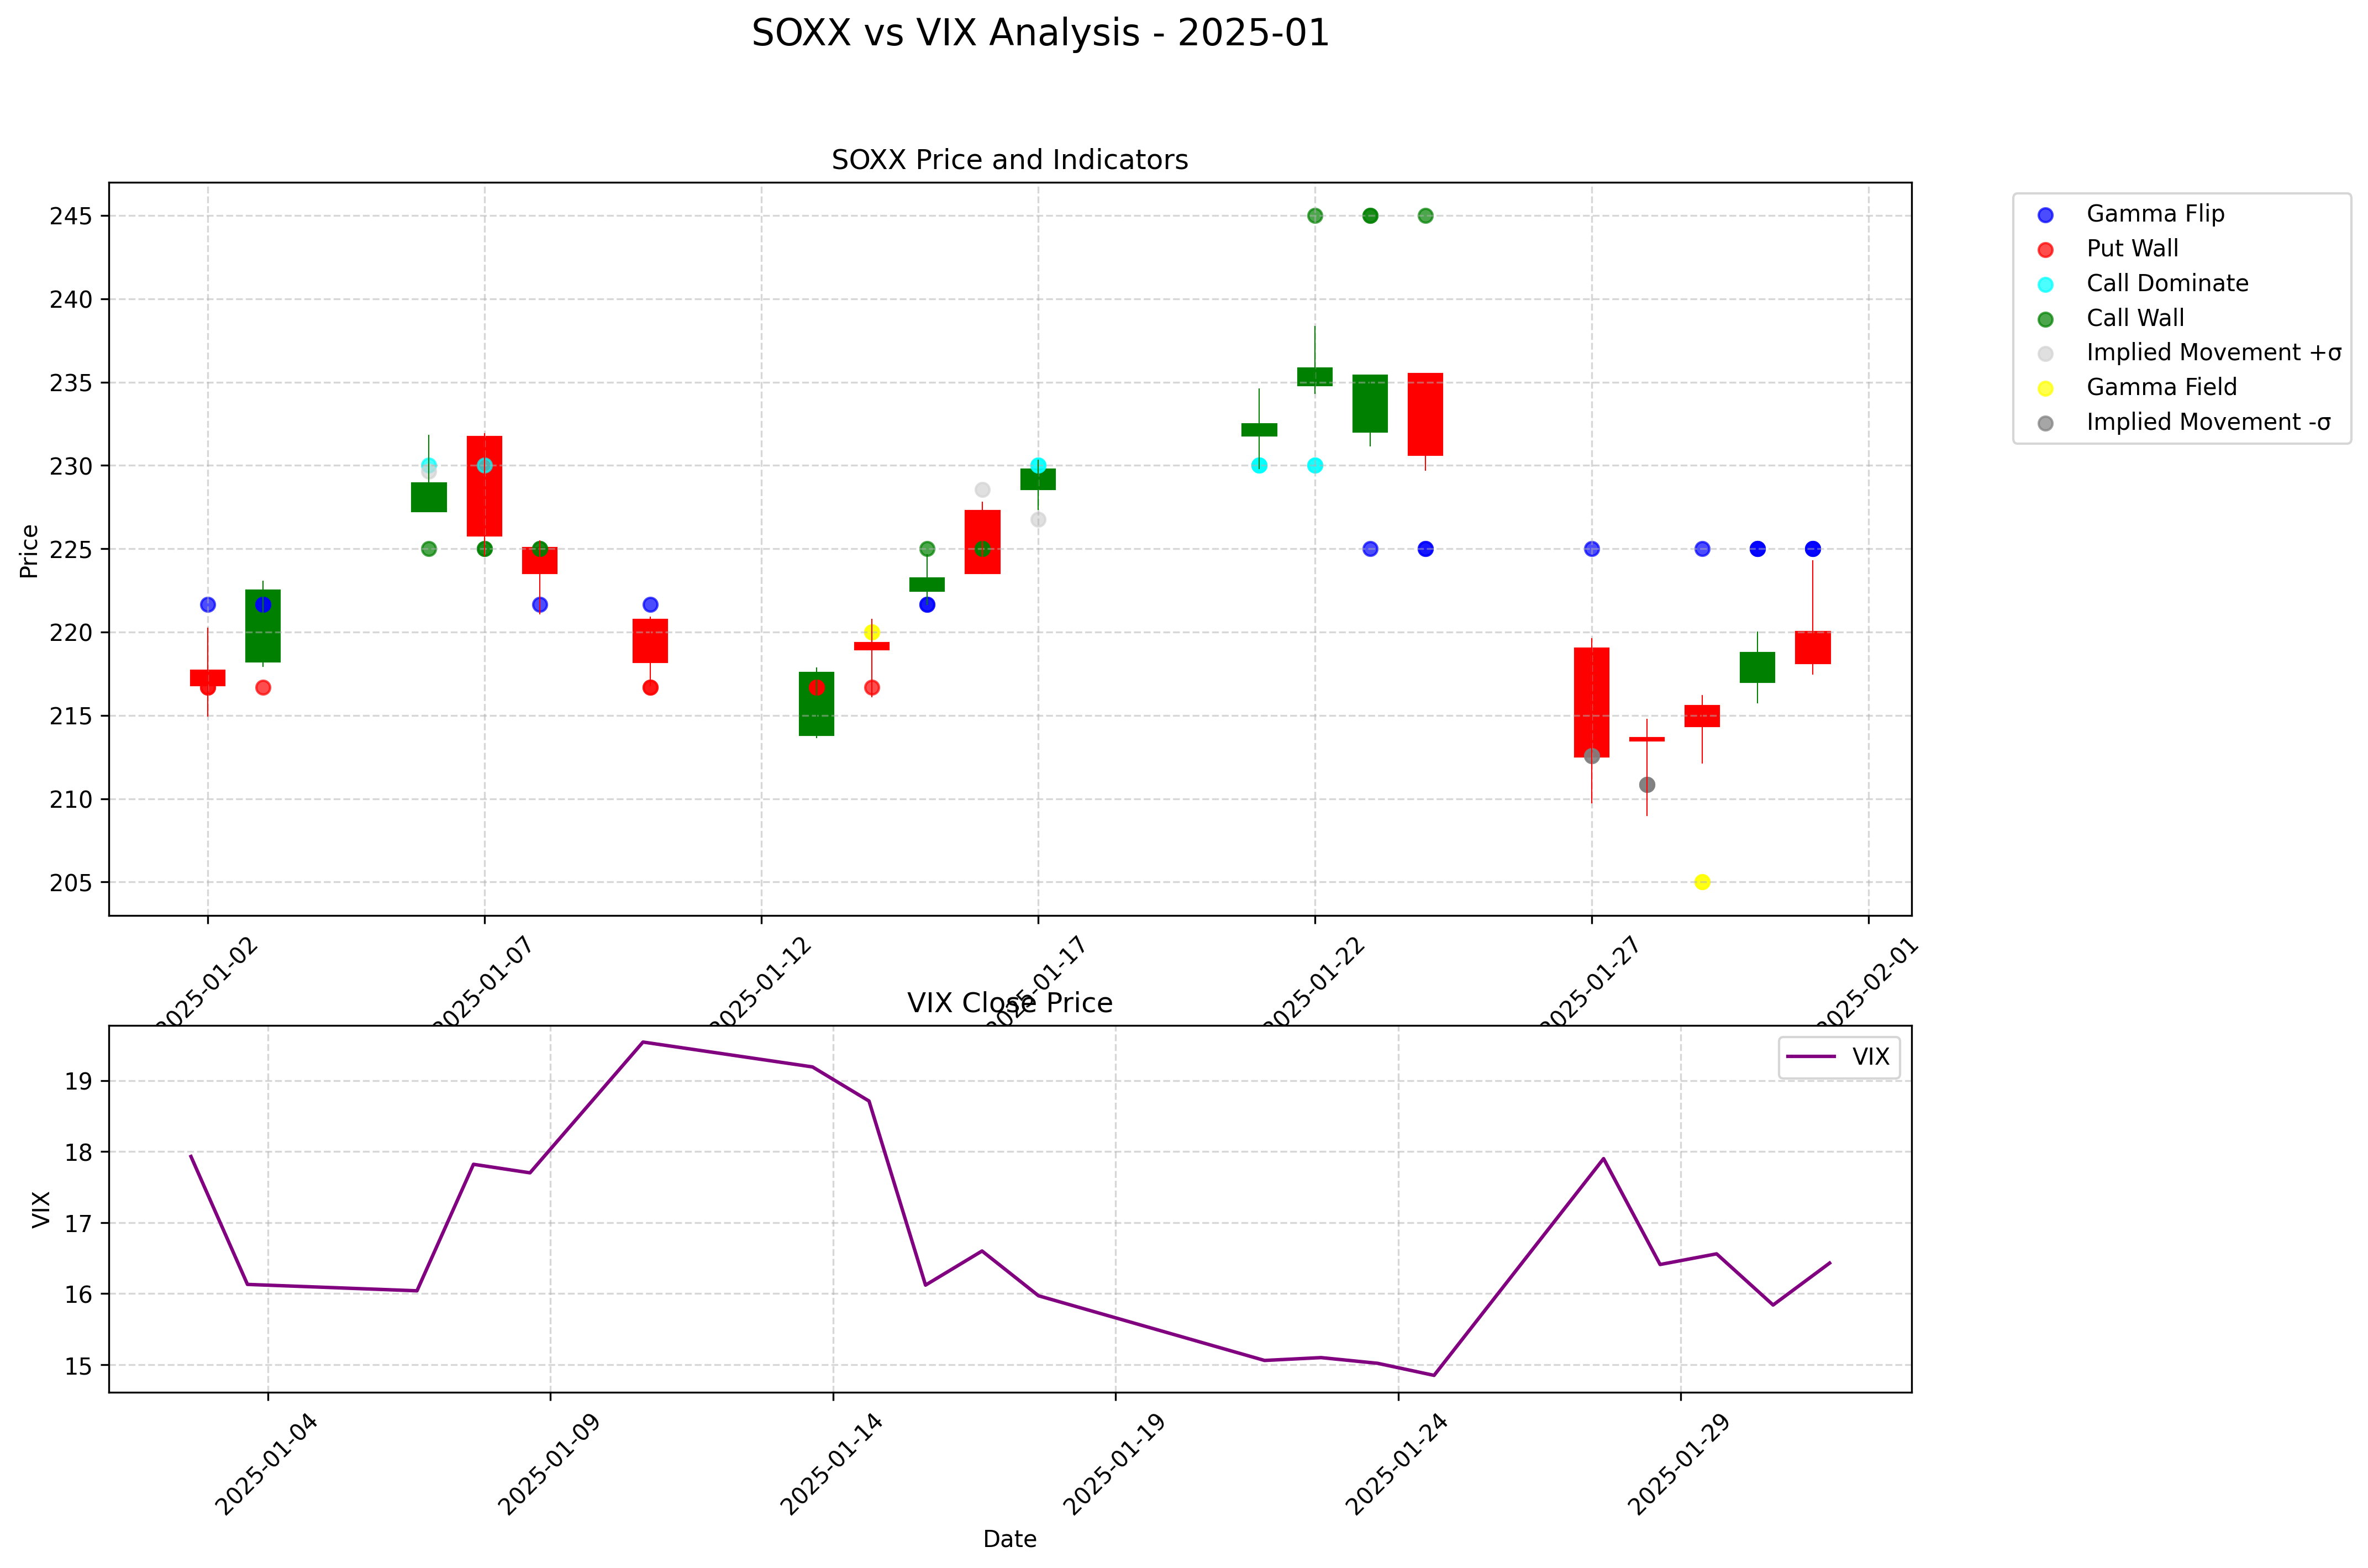 SOXX vs VIX Analysis - 2025-01
SOXX Price and Indicators
Price
245
240
235
230
225
220
215
210
205
2025-01-02
2025-01-07
2025-01-12
2025-01-17
2025-01-22
2025-01-27
2025-02-01
Gamma Flip
Put Wall
Call Dominate
Call Wall
Implied Movement +σ
Gamma Field
Implied Movement -σ
VIX Close Price
VIX
19
18
17
16
15
VIX
2025-01-04
2025-01-09
2025-01-14
2025-01-19
2025-01-24
2025-01-29
Date